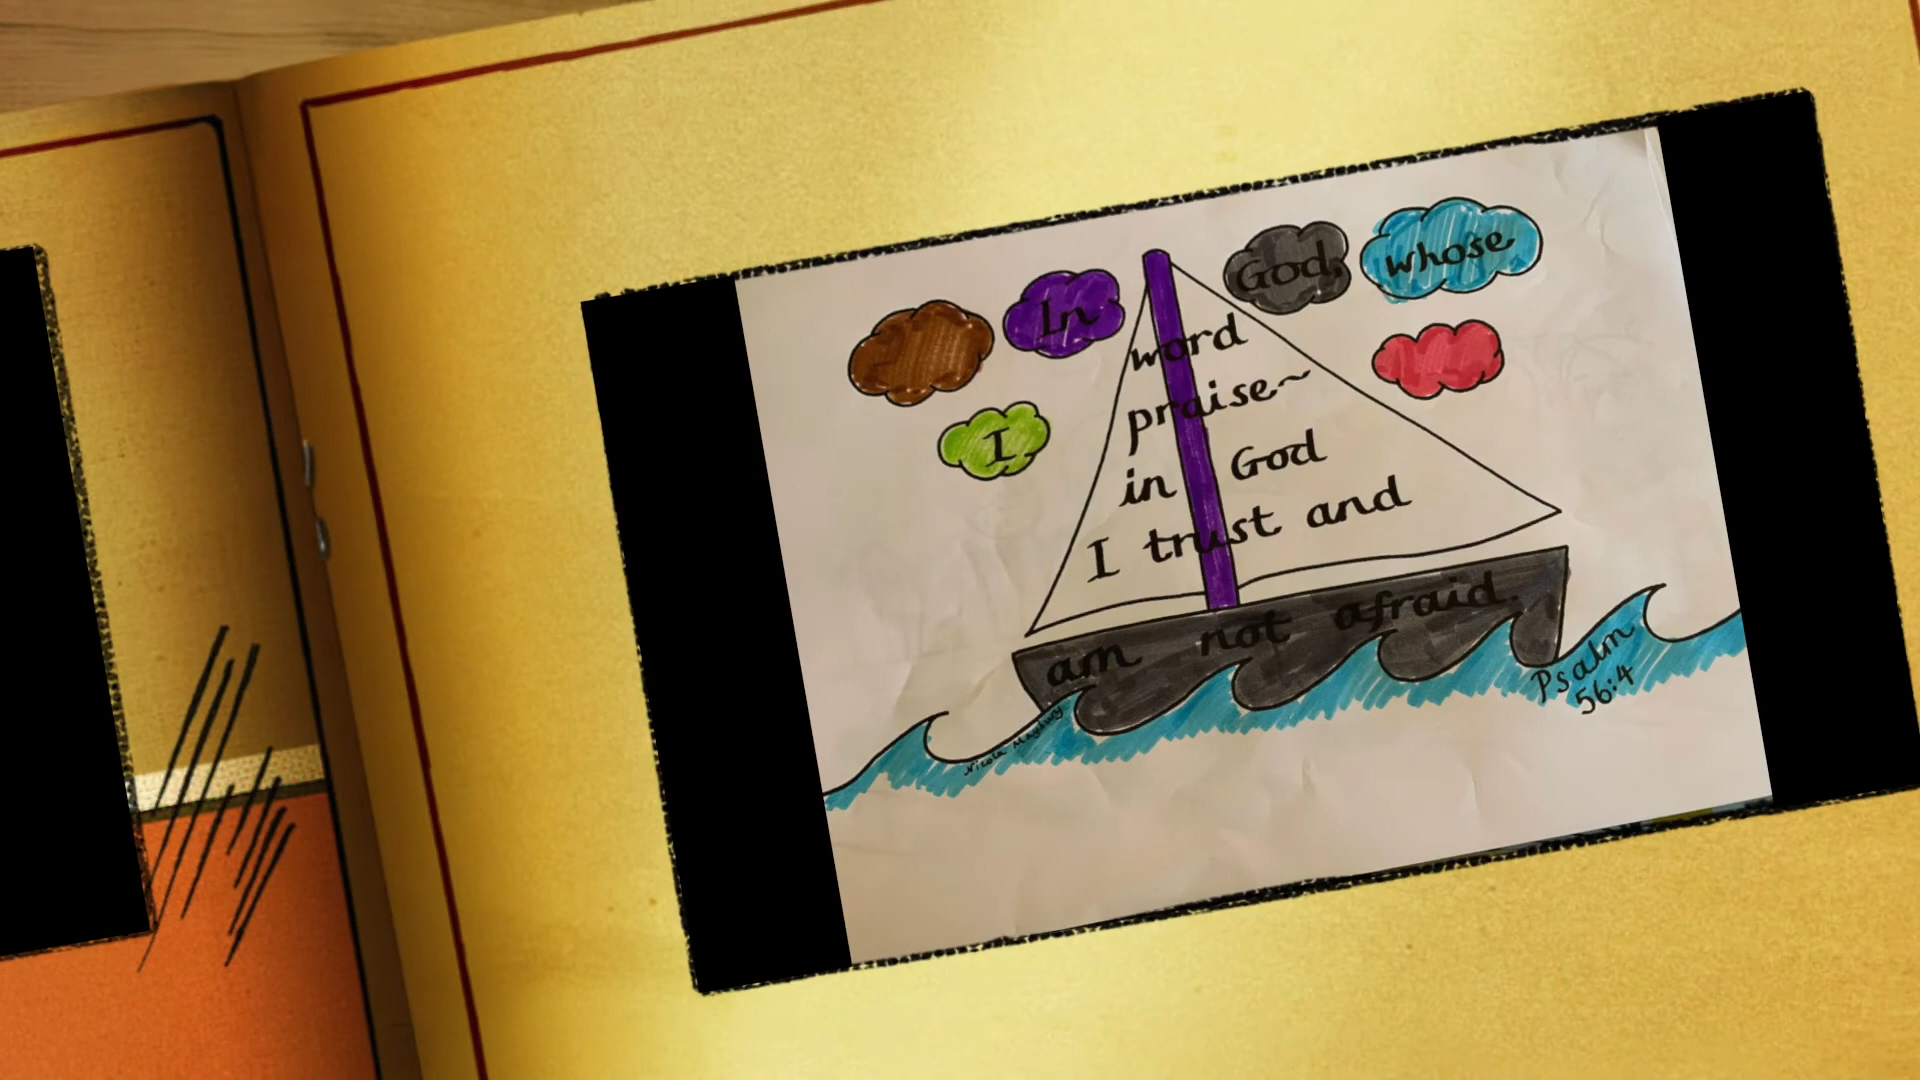 In God, whose
I
word
praise~
in God
I trust and
am not afraid.
Psalm
56:4